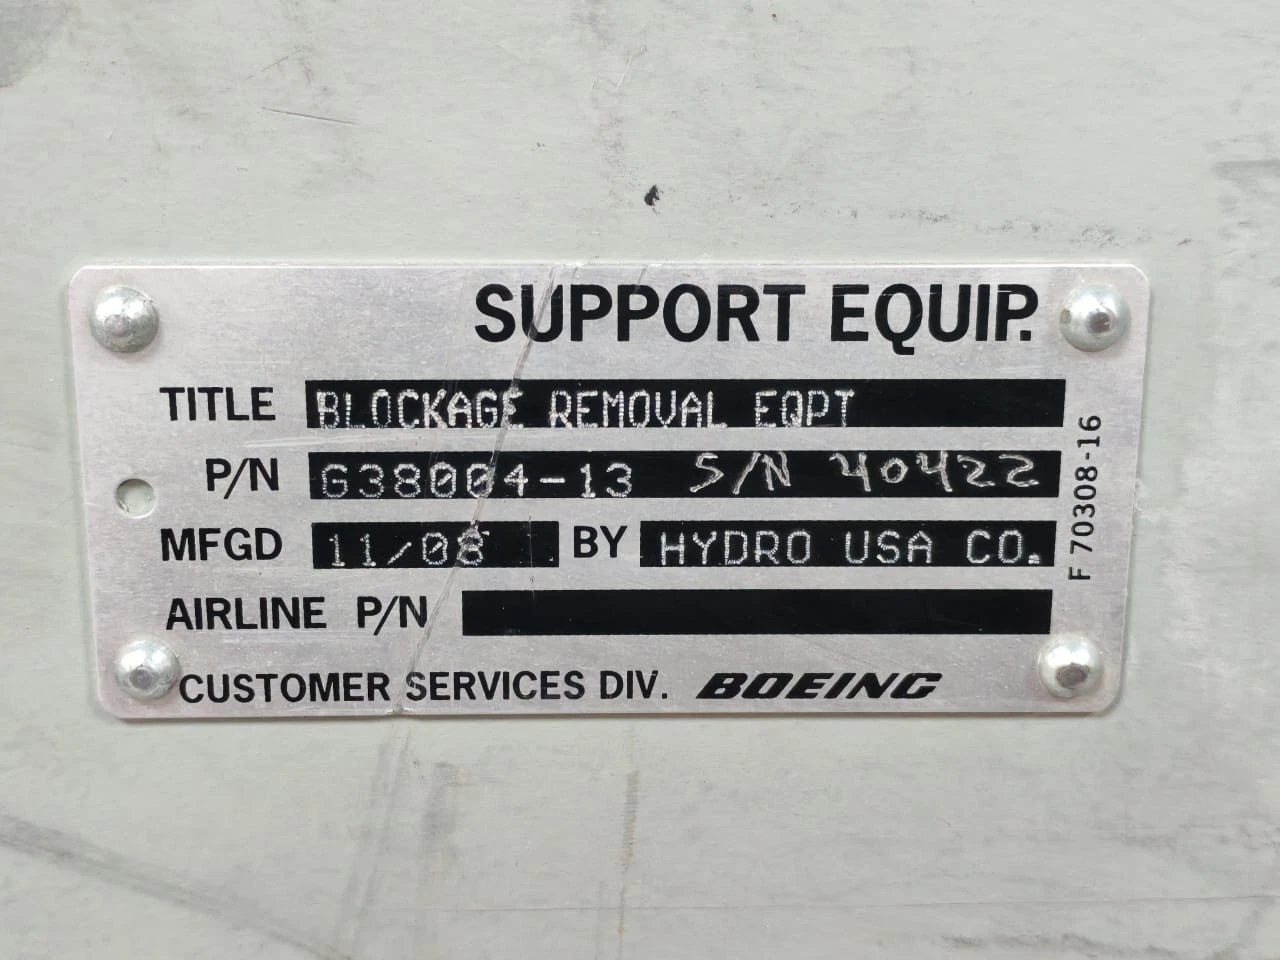 SUPPORT EQUIP.
TITLE BLOCKAGE REMOVAL EQPT
P/N G38004-13 S/N 40422
MFGD 11/08 BY HYDRO USA CO.
AIRLINE P/N
CUSTOMER SERVICES DIV. BOEING
F 70308-16